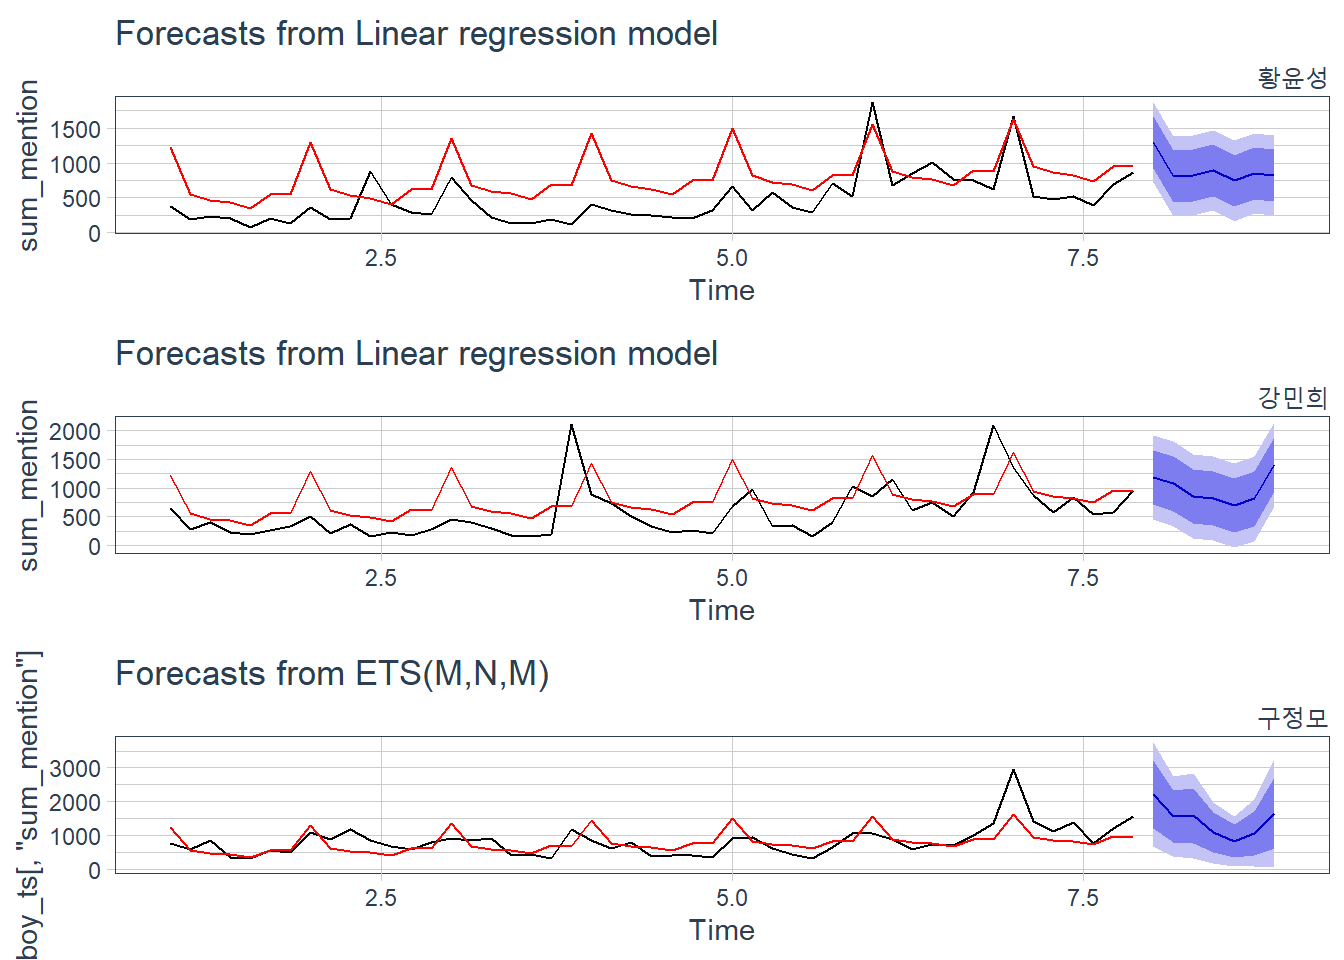 Forecasts from Linear regression model
황윤성
sum_mention
1500
1000
500
0
2.5
5.0
7.5
Time
Forecasts from Linear regression model
강민희
sum_mention
2000
1500
1000
500
0
2.5
5.0
7.5
Time
Forecasts from ETS(M,N,M)
구정모
boy_ts[, "sum_mention"]
3000
2000
1000
0
2.5
5.0
7.5
Time